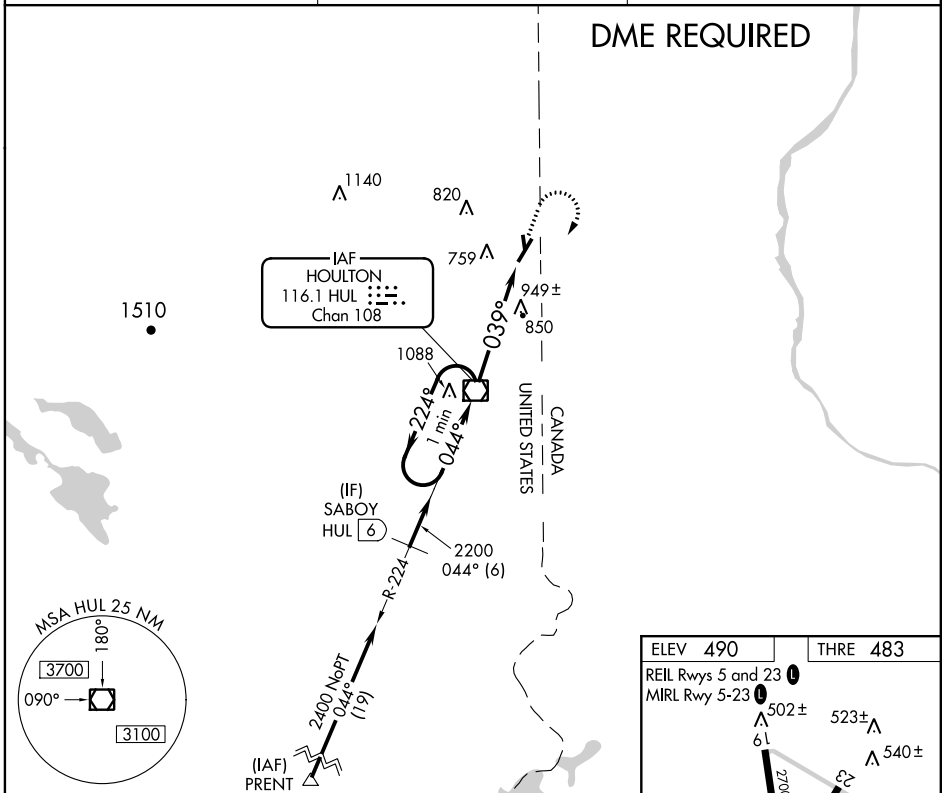 DME REQUIRED
1140
820
759
IAF
HOULTON
116.1 HUL
Chan 108
949±
850
1510
039°
1088
224°
1 min
044°
UNITED STATES
CANADA
(IF)
SABOY
HUL 6
2200
044° (6)
R-224
MSA HUL 25 NM
180°
3700
090°
3100
2400 NoPT
044°
(19)
(IAF)
PRENT
ELEV 490
THRE 483
REIL Rwys 5 and 23 L
MIRL Rwy 5-23 L
502±
523±
540±
19
2700
23